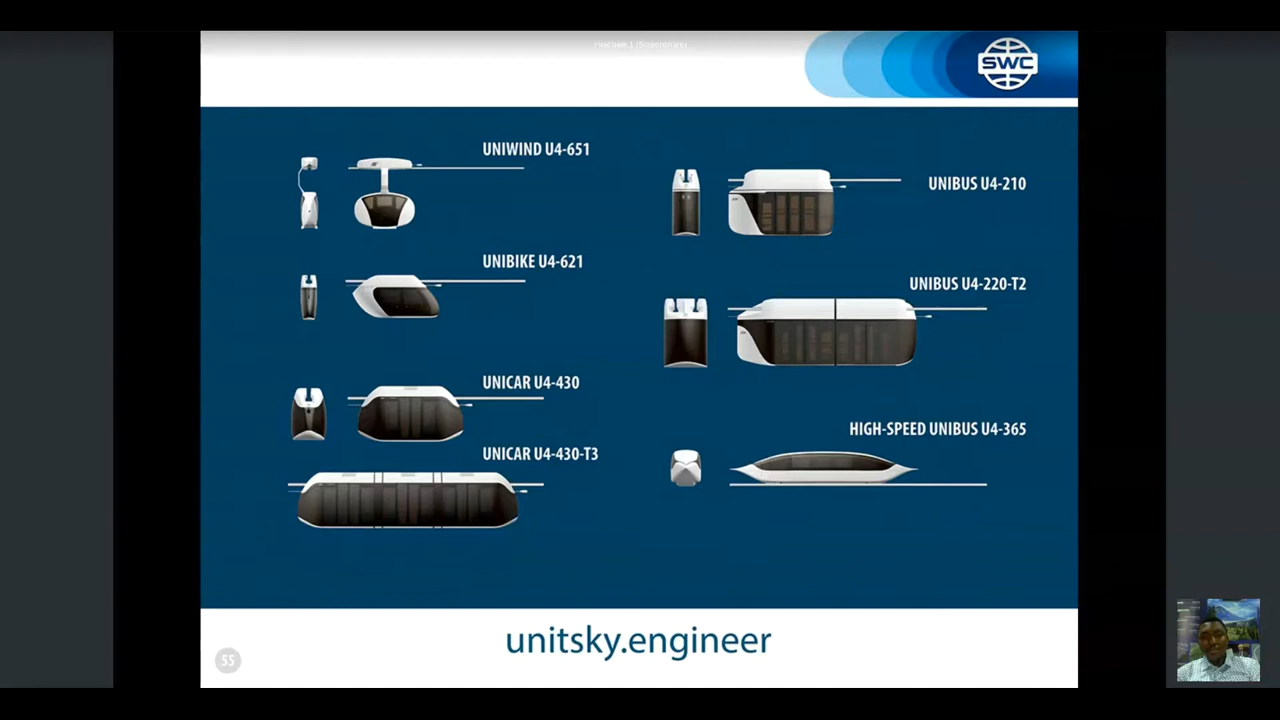 SWC
UNIWIND U4-651
UNIBUS U4-210
UNIBIKE U4-621
UNIBUS U4-220-T2
UNICAR U4-430
HIGH-SPEED UNIBUS U4-365
UNICAR U4-430-T3
unitsky.engineer
55